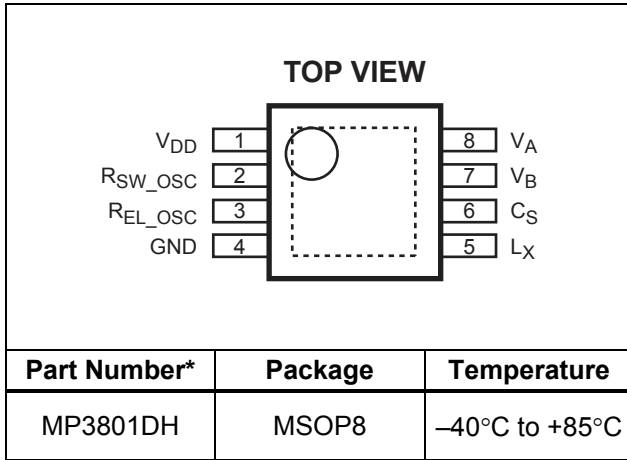 TOP VIEW
VDD 1 8 VA
RSW_OSC 2 7 VB
REL_OSC 3 6 CS
GND 4 5 LX
Part Number* Package Temperature
MP3801DH MSOP8 –40°C to +85°C